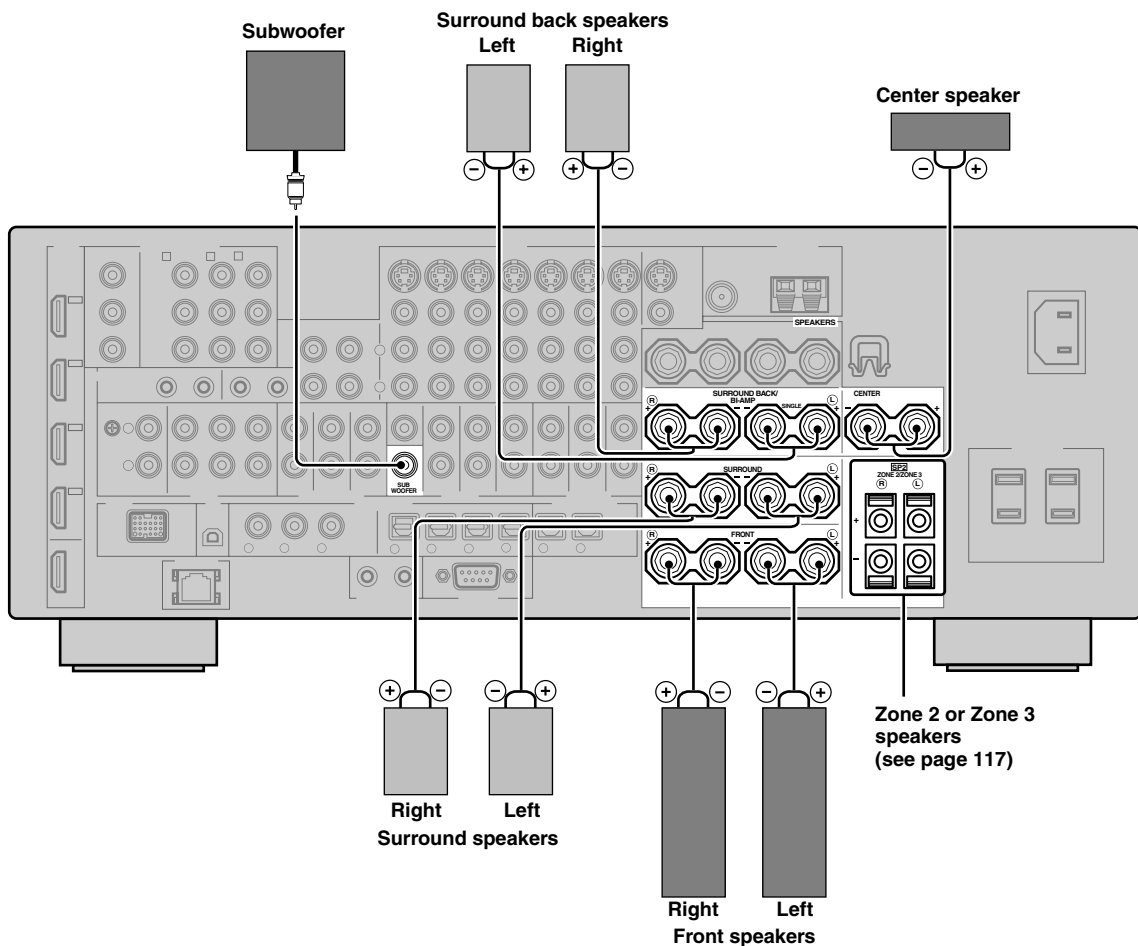 Surround back speakers
Subwoofer
Left
Right
Center speaker
− +
+ −
− +
SPEAKERS
SURROUND BACK/
BI-AMP
SINGLE
R
L
+
−
−
+
CENTER
−
+
SP2
ZONE 2/ZONE 3
R
L
+
−
SUB
WOOFER
R
SURROUND
L
+
−
−
+
R
FRONT
L
+
−
−
+
+ −
− +
+ −
− +
Zone 2 or Zone 3
speakers
(see page 117)
Right
Left
Surround speakers
Right
Left
Front speakers